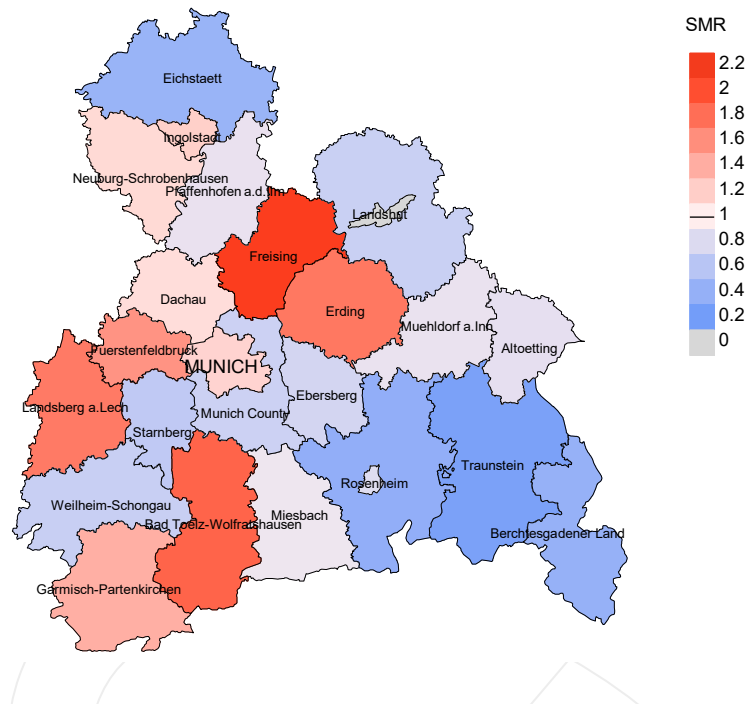 SMR
2.2
2
1.8
1.6
1.4
1.2
1
0.8
0.6
0.4
0.2
0
Eichstaett
Ingolstadt
Neuburg-Schrobenhausen
Pfaffenhofen a.d.Ilm
Landshut
Freising
Dachau
Erding
Muehldorf a.Inn
Altoetting
Fuerstenfeldbruck
MUNICH
Ebersberg
Landsberg a.Lech
Munich County
Starnberg
Traunstein
Rosenheim
Weilheim-Schongau
Miesbach
Bad Toelz-Wolfratshausen
Berchtesgadener Land
Garmisch-Partenkirchen